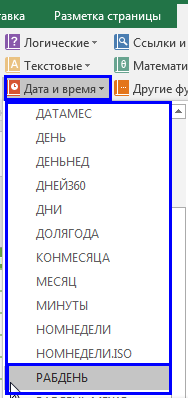 тавка Разметка страницы
Логические Ссылки и
Текстовые Математи
Дата и время Другие фу
ДАТАМЕС
ДЕНЬ
ДЕНЬНЕД
ДНЕЙ360
ДНИ
ДОЛЯГОДА
КОНМЕСЯЦА
МЕСЯЦ
МИНУТЫ
НОМНЕДЕЛИ
НОМНЕДЕЛИ.ISO
РАБДЕНЬ